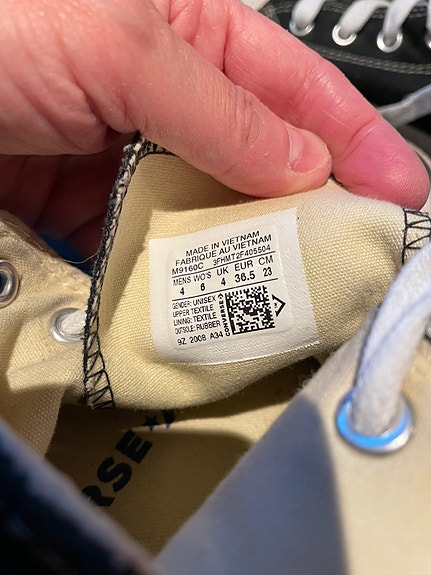 MADE IN VIETNAM
FABRIQUE AU VIETNAM
M9160C 3FHMT2F405504
MENS WO'S UK EUR CM
4 6 4 36.5 23
GENDER: UNISEX
UPPER: TEXTILE
LINING: TEXTILE
OUTSOLE: RUBBER
CONVERSE
9Z 2008 A34
RSE